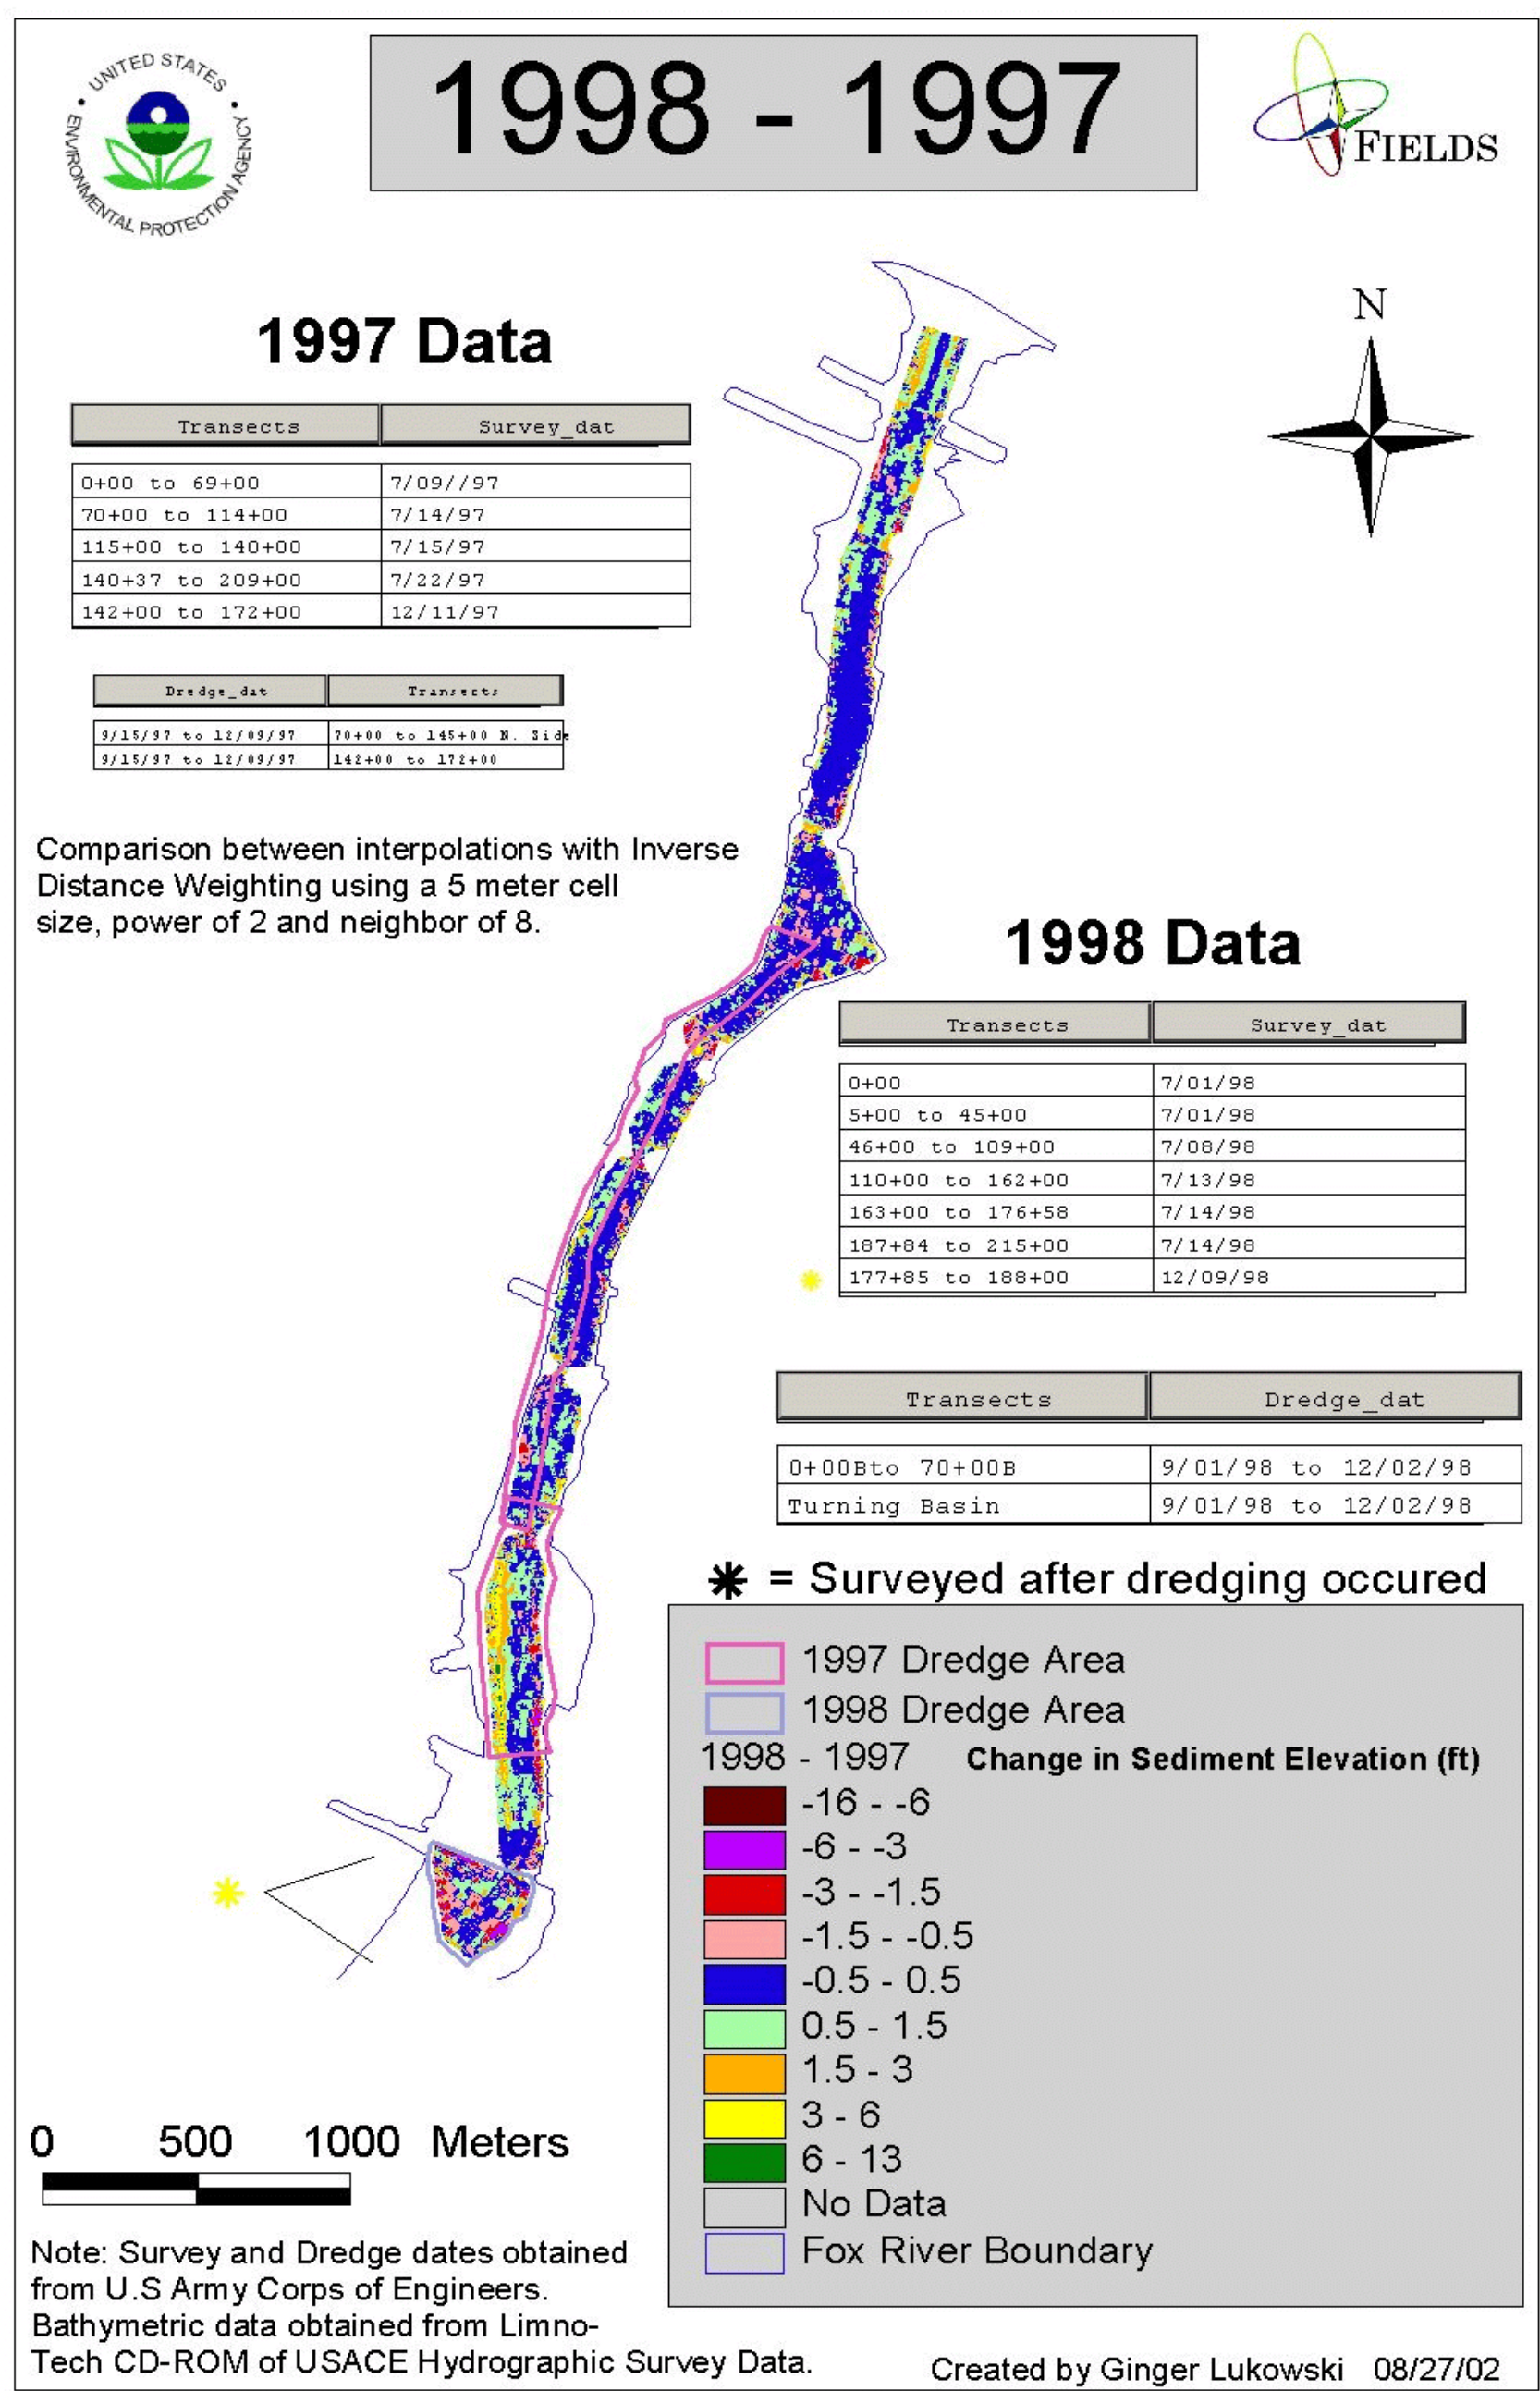 UNITED STATES
• ENVIRONMENTAL PROTECTION AGENCY •
1998 - 1997
FIELDS
N
1997 Data
Transects Survey_dat
0+00 to 69+00 7/09//97
70+00 to 114+00 7/14/97
115+00 to 140+00 7/15/97
140+37 to 209+00 7/22/97
142+00 to 172+00 12/11/97
Dredge_dat Transects
9/15/97 to 12/09/97 70+00 to 145+00 N. Side
9/15/97 to 12/09/97 142+00 to 172+00
Comparison between interpolations with Inverse
Distance Weighting using a 5 meter cell
size, power of 2 and neighbor of 8.
1998 Data
Transects Survey_dat
0+00 7/01/98
5+00 to 45+00 7/01/98
46+00 to 109+00 7/08/98
110+00 to 162+00 7/13/98
163+00 to 176+58 7/14/98
187+84 to 215+00 7/14/98
177+85 to 188+00 12/09/98
Transects Dredge_dat
0+00Bto 70+00B 9/01/98 to 12/02/98
Turning Basin 9/01/98 to 12/02/98
* = Surveyed after dredging occured
1997 Dredge Area
1998 Dredge Area
1998 - 1997 Change in Sediment Elevation (ft)
-16 - -6
-6 - -3
-3 - -1.5
-1.5 - -0.5
-0.5 - 0.5
0.5 - 1.5
1.5 - 3
3 - 6
6 - 13
No Data
Fox River Boundary
0 500 1000 Meters
Note: Survey and Dredge dates obtained
from U.S Army Corps of Engineers.
Bathymetric data obtained from Limno-
Tech CD-ROM of USACE Hydrographic Survey Data.
Created by Ginger Lukowski 08/27/02